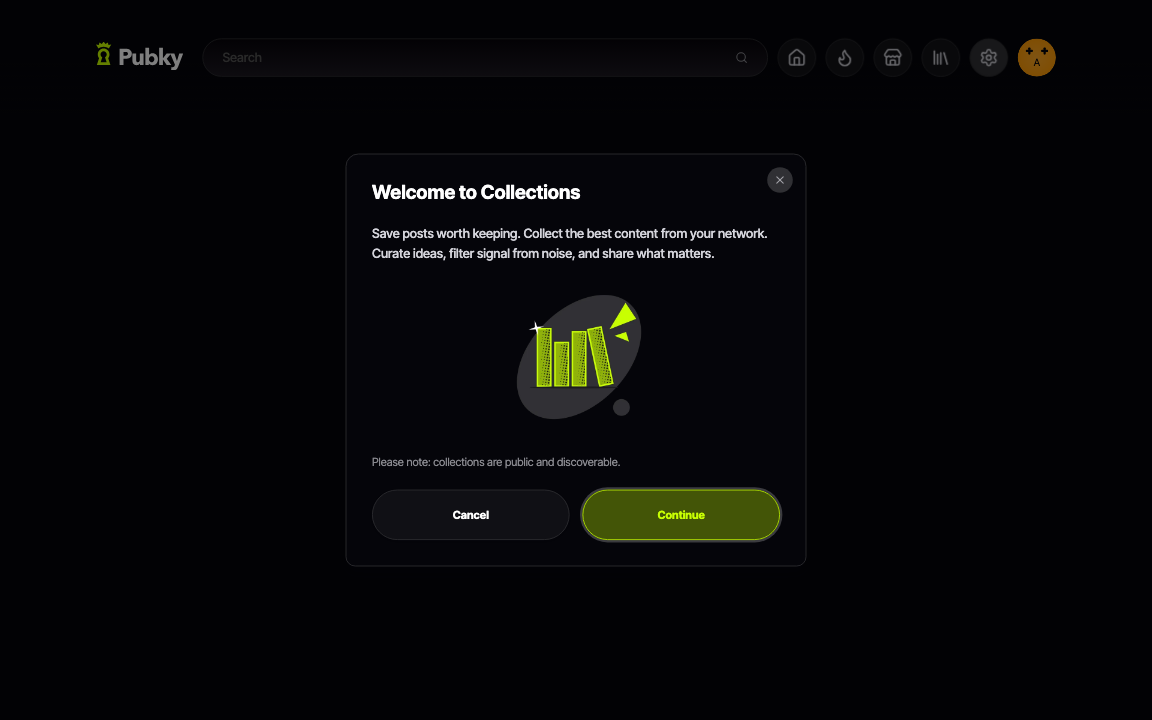 Pubky
Search
A
Welcome to Collections
Save posts worth keeping. Collect the best content from your network.
Curate ideas, filter signal from noise, and share what matters.
Please note: collections are public and discoverable.
Cancel
Continue